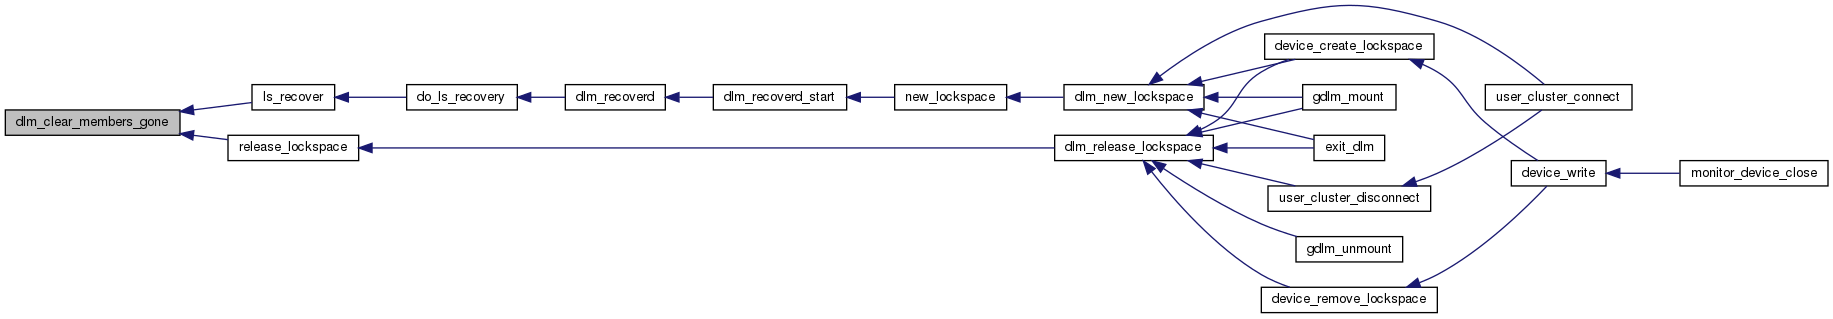 dlm_clear_members_gone
ls_recover
do_ls_recovery
dlm_recoverd
dlm_recoverd_start
new_lockspace
dlm_new_lockspace
release_lockspace
dlm_release_lockspace
device_create_lockspace
gdlm_mount
exit_dlm
user_cluster_disconnect
gdlm_unmount
device_remove_lockspace
user_cluster_connect
device_write
monitor_device_close